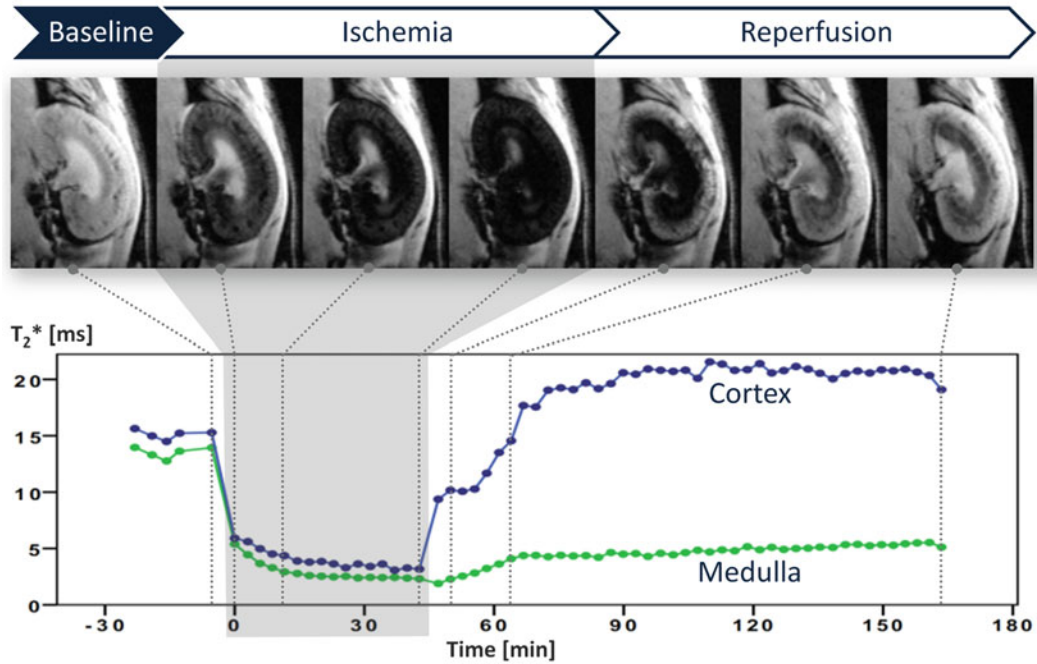 Baseline Ischemia Reperfusion
T2* [ms]
20
15
10
5
0
Cortex
Medulla
-30 0 30 60 90 120 150 180
Time [min]